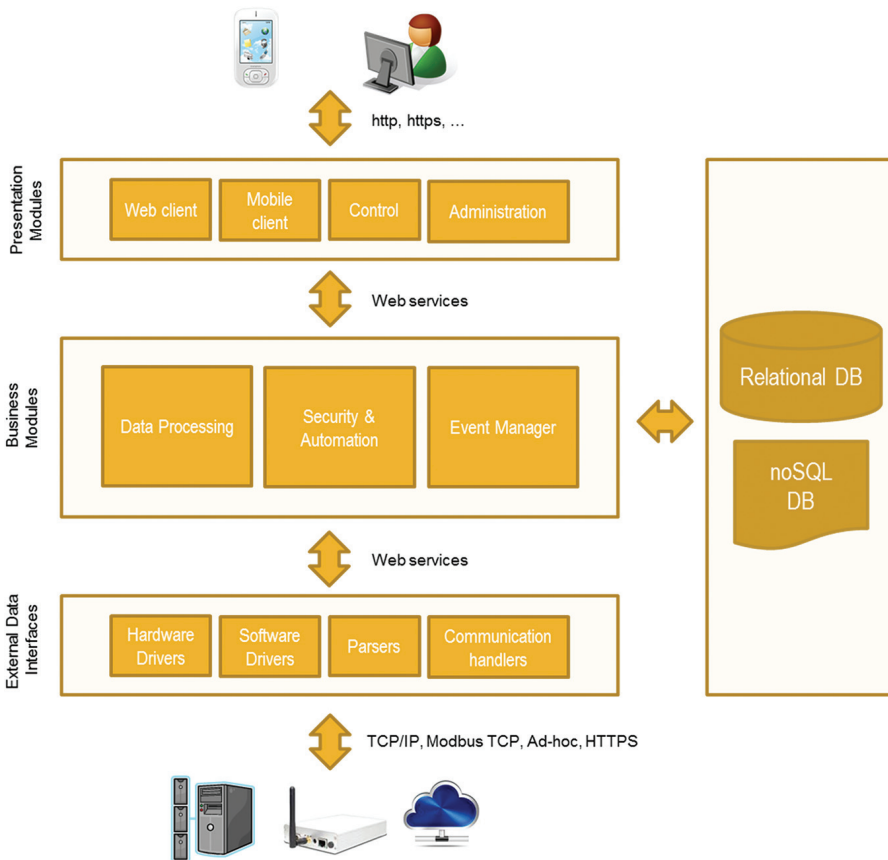 http, https, ...
Presentation
Modules
Web client
Mobile
client
Control
Administration
Web services
Business
Modules
Data Processing
Security &
Automation
Event Manager
Relational DB
noSQL
DB
Web services
External Data
Interfaces
Hardware
Drivers
Software
Drivers
Parsers
Communication
handlers
TCP/IP, Modbus TCP, Ad-hoc, HTTPS